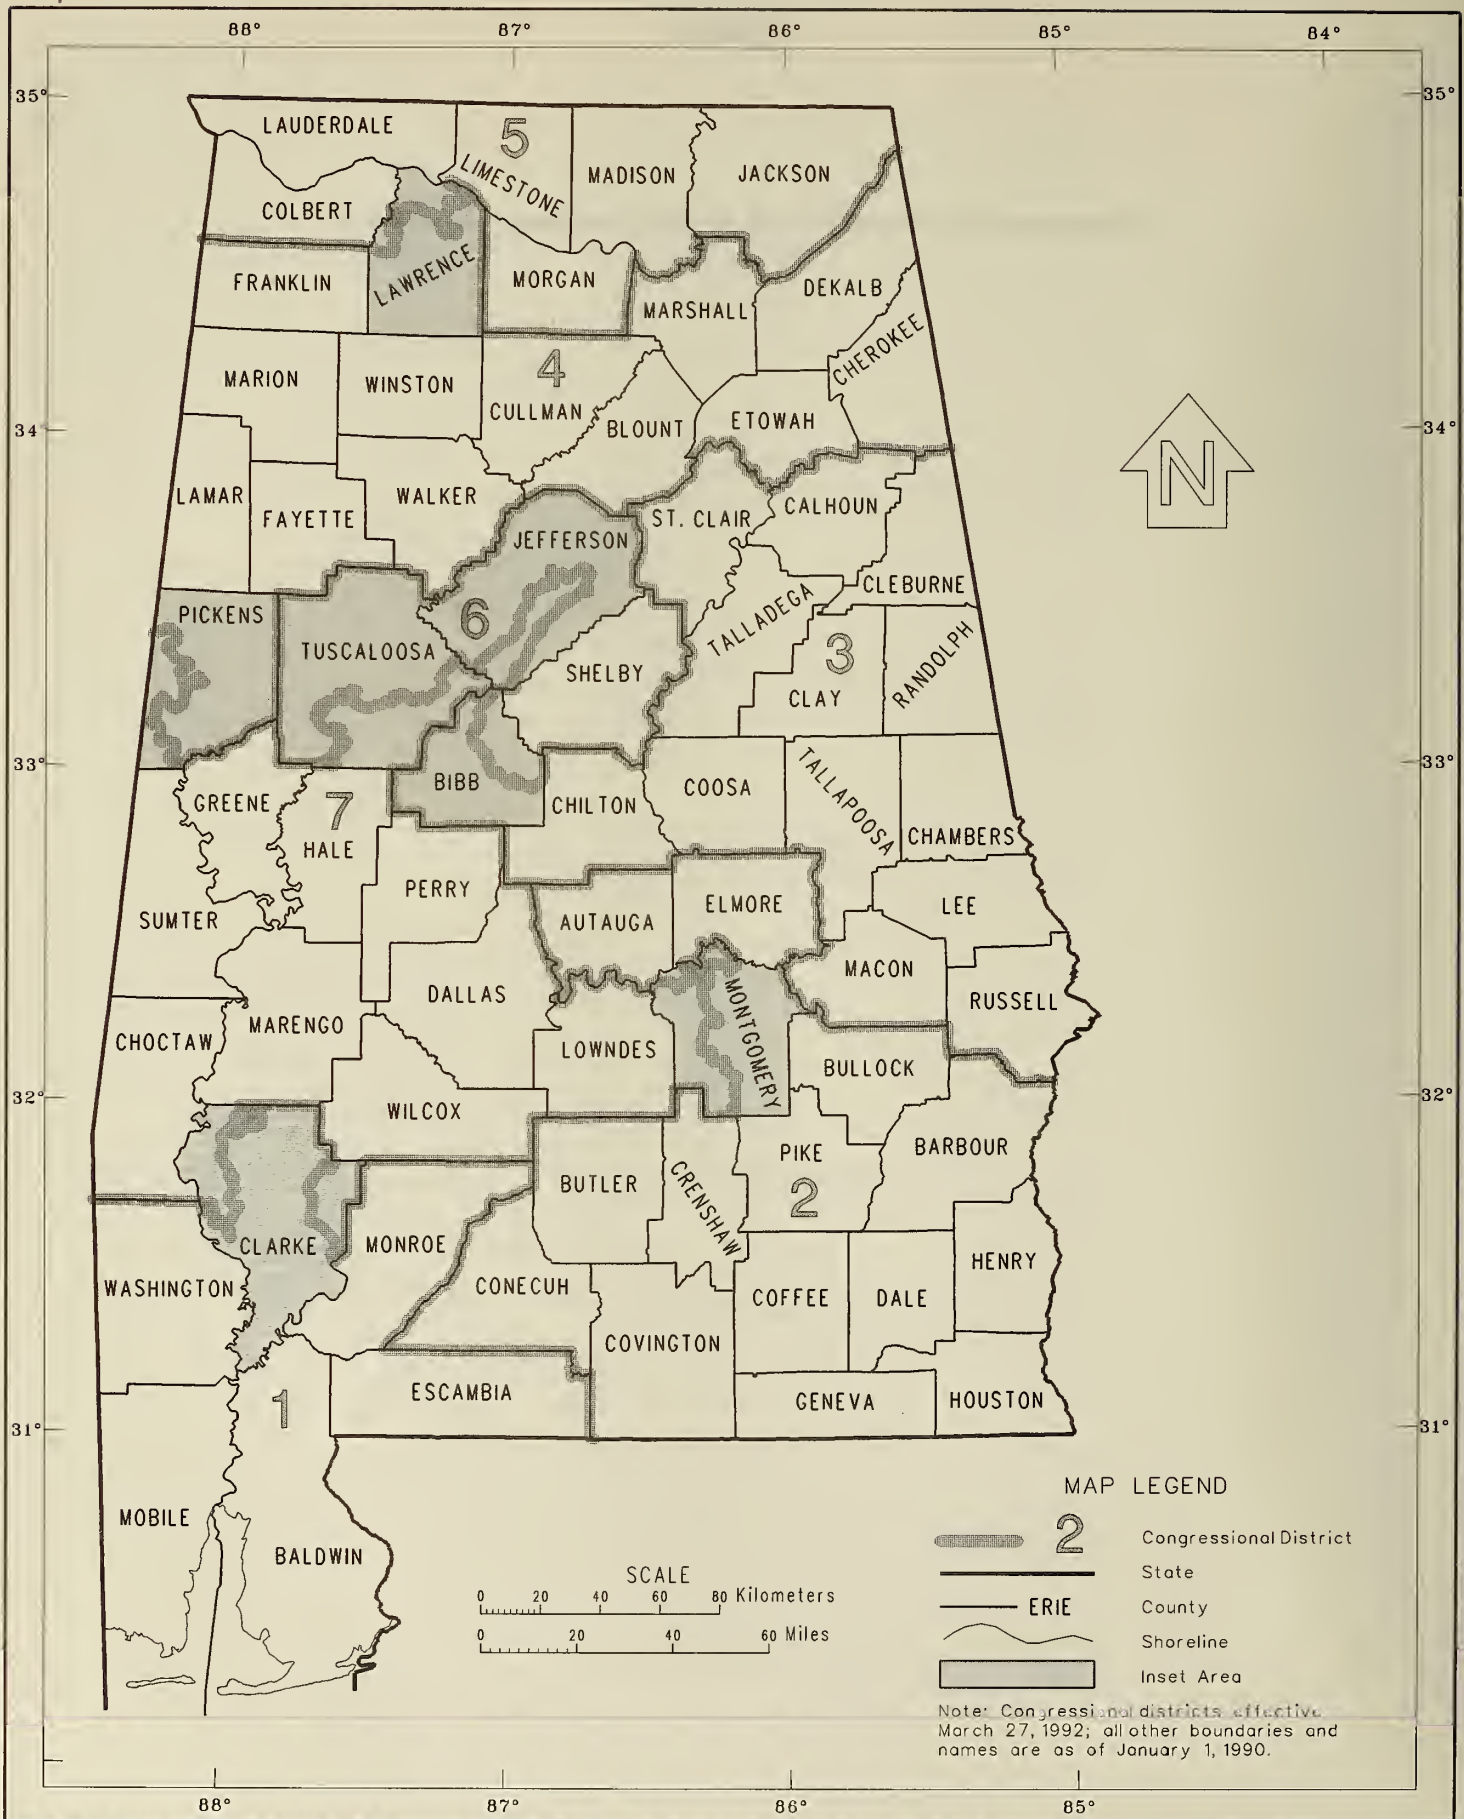 88° 87° 86° 85° 84°
35° 35°
LAUDERDALE
5
LIMESTONE
MADISON
JACKSON
COLBERT
FRANKLIN
LAWRENCE
MORGAN
MARSHALL
DEKALB
CHEROKEE
MARION
WINSTON
4
CULLMAN
BLOUNT
ETOWAH
34° 34°
LAMAR
FAYETTE
WALKER
JEFFERSON
ST. CLAIR
CALHOUN
CLEBURNE
PICKENS
TUSCALOOSA
6
SHELBY
TALLADEGA
3
CLAY
RANDOLPH
33° 33°
GREENE
7
HALE
BIBB
CHILTON
COOSA
TALLAPOOSA
CHAMBERS
SUMTER
PERRY
AUTAUGA
ELMORE
LEE
MACON
RUSSELL
CHOCTAW
MARENGO
DALLAS
LOWNDES
MONTGOMERY
BULLOCK
32° 32°
WILCOX
BARBOUR
PIKE
2
BUTLER
CRENSHAW
CLARKE
MONROE
WASHINGTON
CONECUH
COFFEE
DALE
HENRY
COVINGTON
ESCAMBIA
GENEVA
HOUSTON
1
31° 31°
MOBILE
BALDWIN
SCALE
0 20 40 60 80 Kilometers
0 20 40 60 Miles
MAP LEGEND
2 Congressional District
State
ERIE County
Shoreline
Inset Area
Note: Congressional districts effective
March 27, 1992; all other boundaries and
names are as of January 1, 1990.
88° 87° 86° 85°